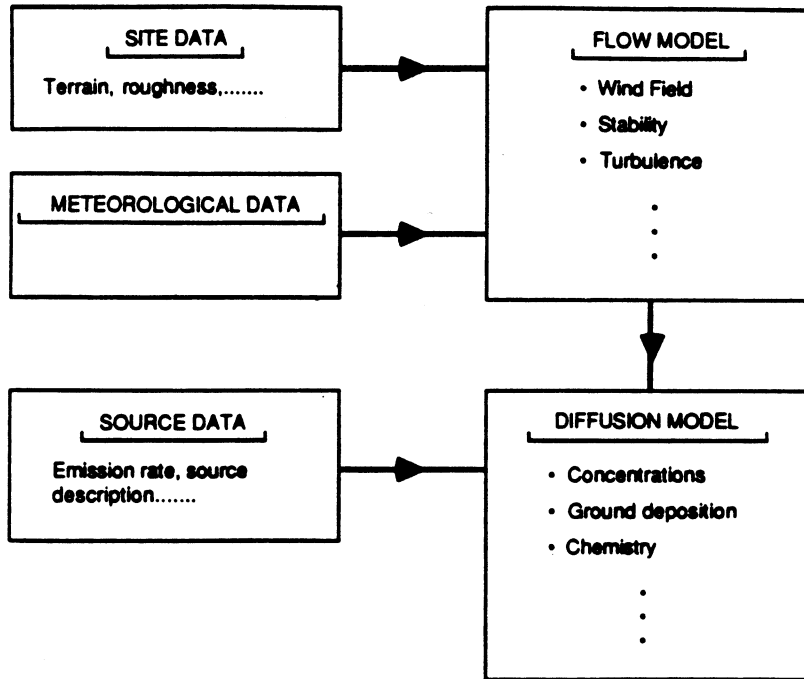 SITE DATA
Terrain, roughness,.......
METEOROLOGICAL DATA
FLOW MODEL
• Wind Field
• Stability
• Turbulence
SOURCE DATA
Emission rate, source
description.......
DIFFUSION MODEL
• Concentrations
• Ground deposition
• Chemistry